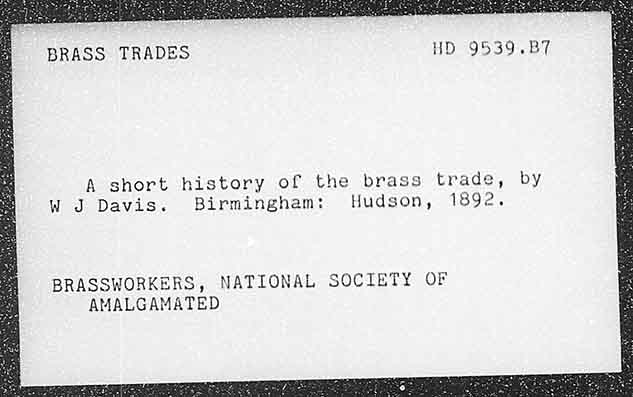 BRASS TRADES
HD 9539.B7
A short history of the brass trade, by
W J Davis. Birmingham: Hudson, 1892.
BRASSWORKERS, NATIONAL SOCIETY OF
AMALGAMATED